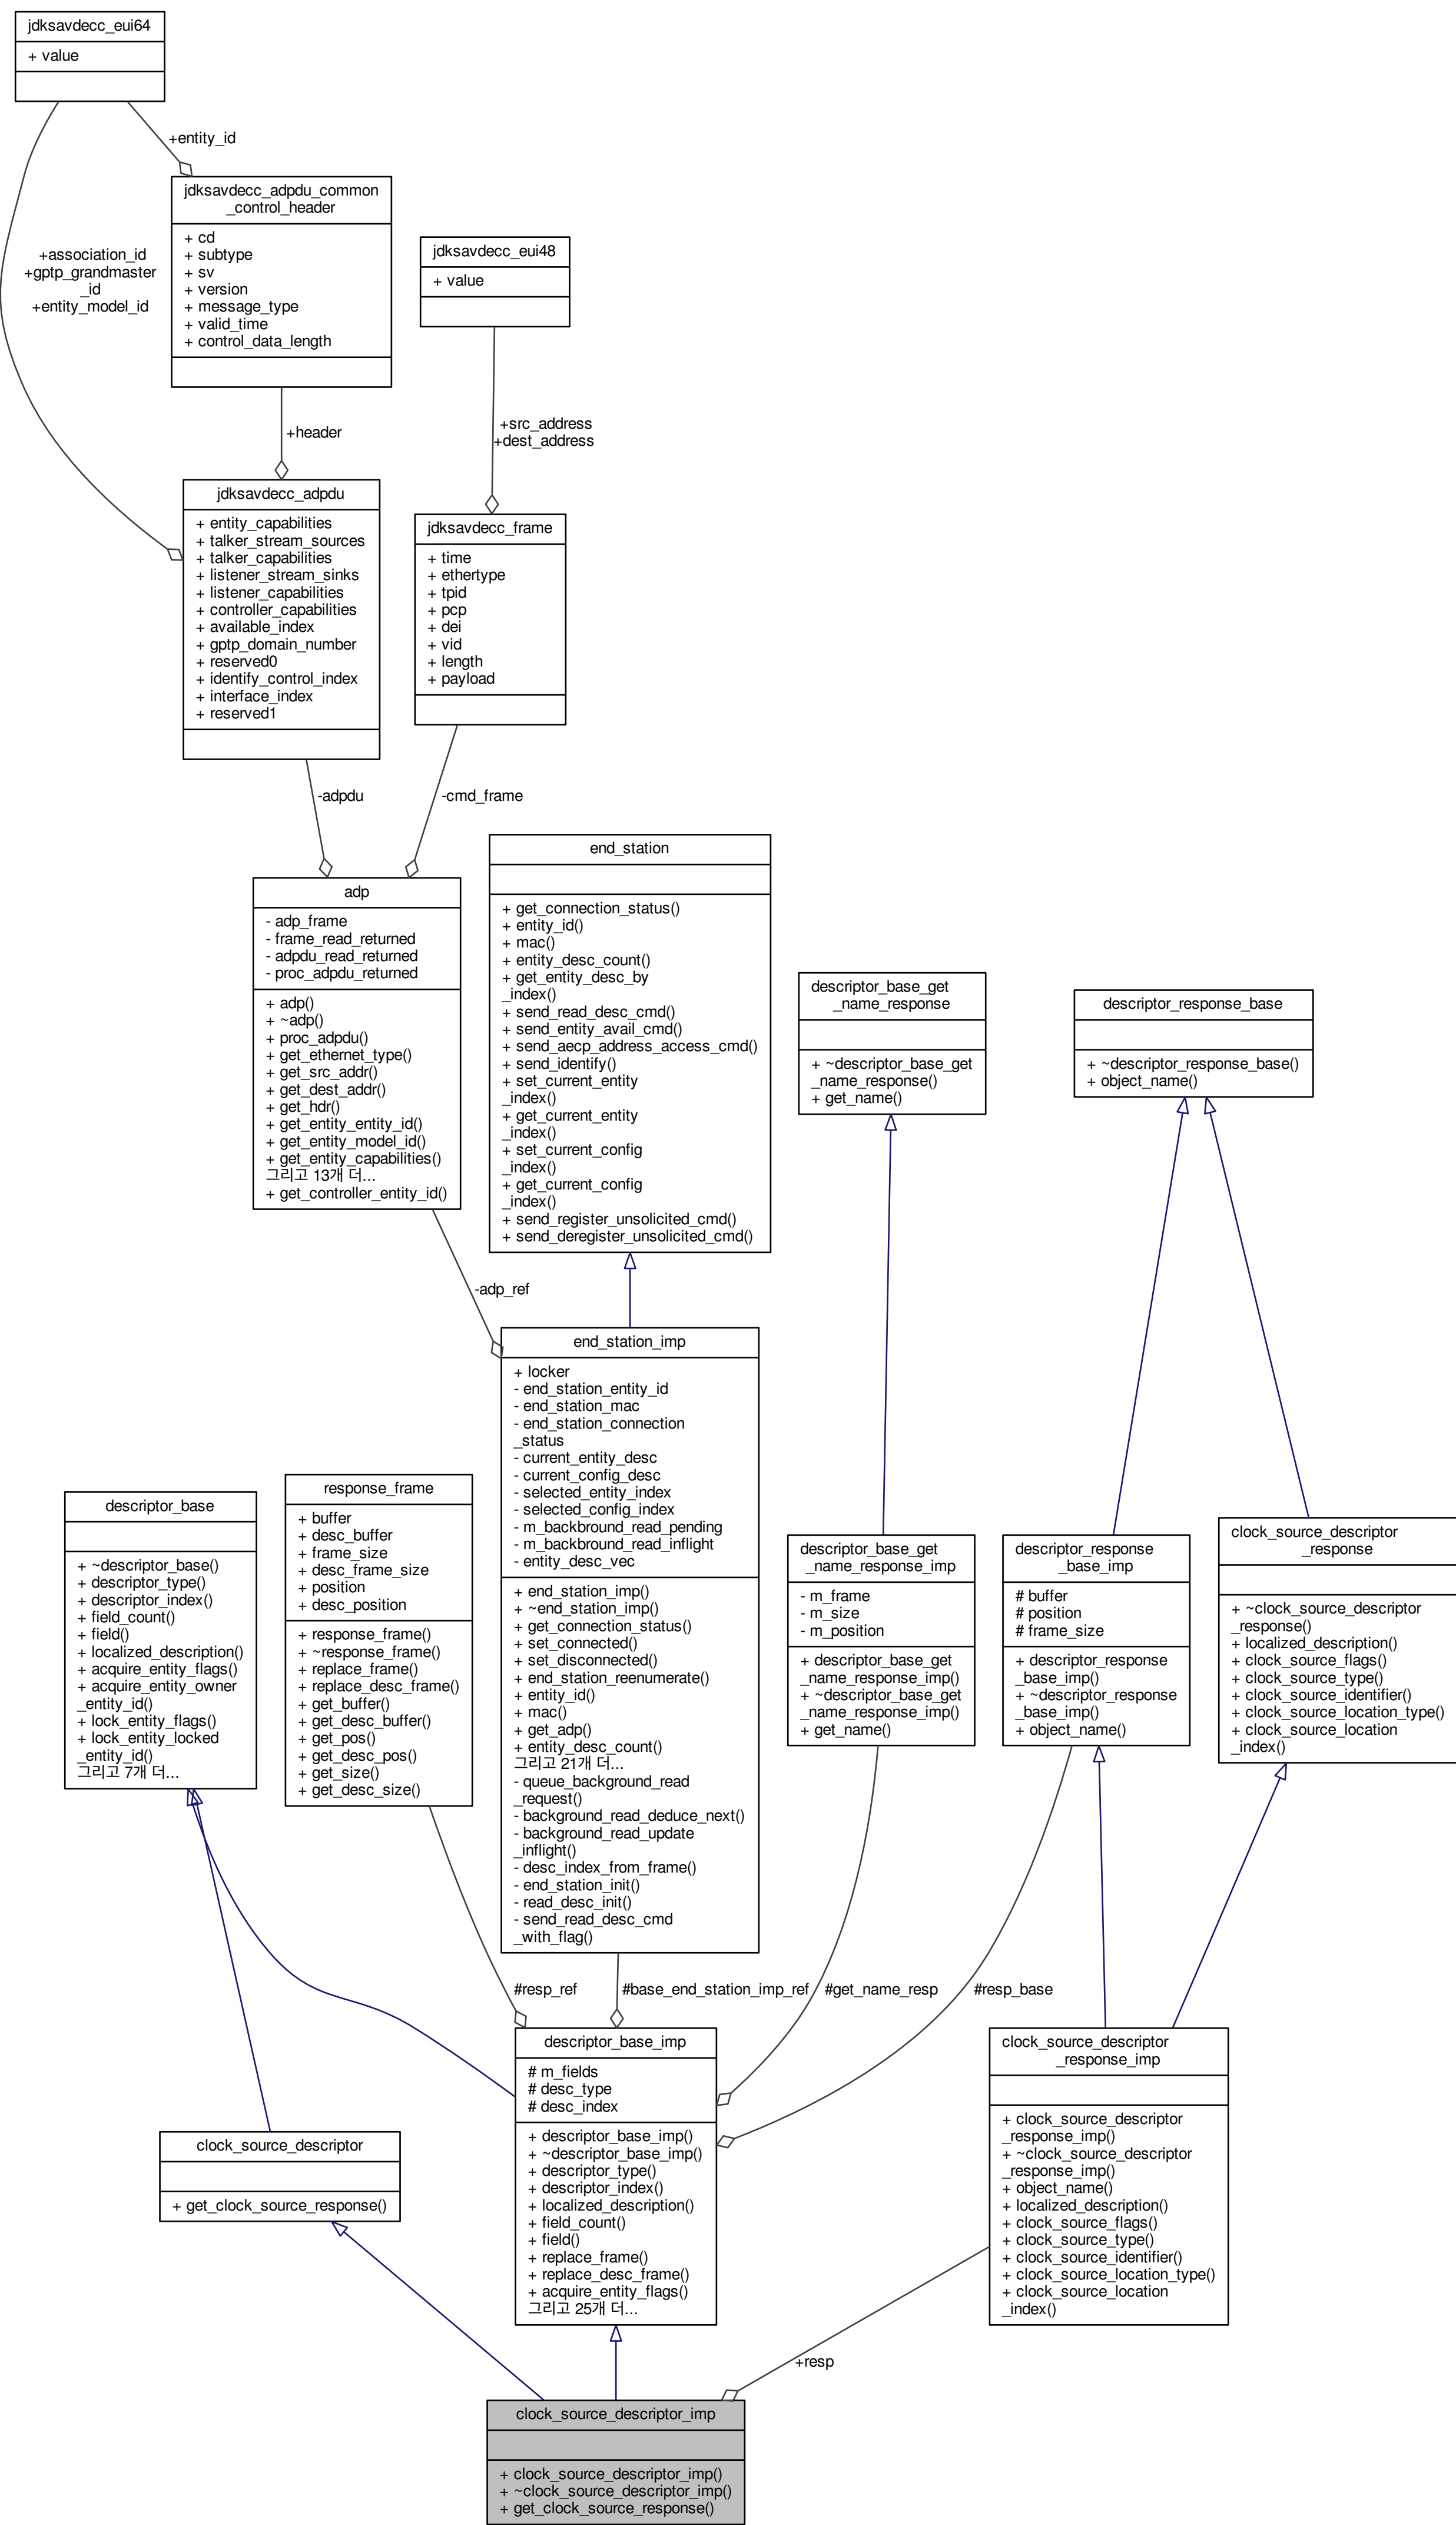 jdksavdecc_eui64
+ value
+entity_id
jdksavdecc_adpdu_common
_control_header
+ cd
+ subtype
+ sv
+ version
+ message_type
+ valid_time
+ control_data_length
+association_id
+gptp_grandmaster
_id
+entity_model_id
jdksavdecc_eui48
+ value
+header
+src_address
+dest_address
jdksavdecc_adpdu
+ entity_capabilities
+ talker_stream_sources
+ talker_capabilities
+ listener_stream_sinks
+ listener_capabilities
+ controller_capabilities
+ available_index
+ gptp_domain_number
+ reserved0
+ identify_control_index
+ interface_index
+ reserved1
jdksavdecc_frame
+ time
+ ethertype
+ tpid
+ pcp
+ dei
+ vid
+ length
+ payload
-adpdu
-cmd_frame
adp
- adp_frame
- frame_read_returned
- adpdu_read_returned
- proc_adpdu_returned
+ adp()
+ ~adp()
+ proc_adpdu()
+ get_ethernet_type()
+ get_src_addr()
+ get_dest_addr()
+ get_hdr()
+ get_entity_entity_id()
+ get_entity_model_id()
+ get_entity_capabilities()
그리고 13개 더...
+ get_controller_entity_id()
end_station
+ get_connection_status()
+ entity_id()
+ mac()
+ entity_desc_count()
+ get_entity_desc_by
_index()
+ send_read_desc_cmd()
+ send_entity_avail_cmd()
+ send_aecp_address_access_cmd()
+ send_identify()
+ set_current_entity
_index()
+ get_current_entity
_index()
+ set_current_config
_index()
+ get_current_config
_index()
+ send_register_unsolicited_cmd()
+ send_deregister_unsolicited_cmd()
descriptor_base_get
_name_response
+ ~descriptor_base_get
_name_response()
+ get_name()
descriptor_response_base
+ ~descriptor_response_base()
+ object_name()
-adp_ref
end_station_imp
+ locker
- end_station_entity_id
- end_station_mac
- end_station_connection
_status
- current_entity_desc
- current_config_desc
- selected_entity_index
- selected_config_index
- m_backbround_read_pending
- m_backbround_read_inflight
- entity_desc_vec
+ end_station_imp()
+ ~end_station_imp()
+ get_connection_status()
+ set_connected()
+ set_disconnected()
+ end_station_reenumerate()
+ entity_id()
+ mac()
+ get_adp()
+ entity_desc_count()
그리고 21개 더...
- queue_background_read
_request()
- background_read_deduce_next()
- background_read_update
_inflight()
- desc_index_from_frame()
- end_station_init()
- read_desc_init()
- send_read_desc_cmd
_with_flag()
descriptor_base
+ ~descriptor_base()
+ descriptor_type()
+ descriptor_index()
+ field_count()
+ field()
+ localized_description()
+ acquire_entity_flags()
+ acquire_entity_owner
_entity_id()
+ lock_entity_flags()
+ lock_entity_locked
_entity_id()
그리고 7개 더...
response_frame
+ buffer
+ desc_buffer
+ frame_size
+ desc_frame_size
+ position
+ desc_position
+ response_frame()
+ ~response_frame()
+ replace_frame()
+ replace_desc_frame()
+ get_buffer()
+ get_desc_buffer()
+ get_pos()
+ get_desc_pos()
+ get_size()
+ get_desc_size()
descriptor_base_get
_name_response_imp
- m_frame
- m_size
- m_position
+ descriptor_base_get
_name_response_imp()
+ ~descriptor_base_get
_name_response_imp()
+ get_name()
descriptor_response
_base_imp
# buffer
# position
# frame_size
+ descriptor_response
_base_imp()
+ ~descriptor_response
_base_imp()
+ object_name()
clock_source_descriptor
_response
+ ~clock_source_descriptor
_response()
+ localized_description()
+ clock_source_flags()
+ clock_source_type()
+ clock_source_identifier()
+ clock_source_location_type()
+ clock_source_location
_index()
#resp_ref
#base_end_station_imp_ref
#get_name_resp
#resp_base
descriptor_base_imp
# m_fields
# desc_type
# desc_index
+ descriptor_base_imp()
+ ~descriptor_base_imp()
+ descriptor_type()
+ descriptor_index()
+ localized_description()
+ field_count()
+ field()
+ replace_frame()
+ replace_desc_frame()
+ acquire_entity_flags()
그리고 25개 더...
clock_source_descriptor
+ get_clock_source_response()
clock_source_descriptor
_response_imp
+ clock_source_descriptor
_response_imp()
+ ~clock_source_descriptor
_response_imp()
+ object_name()
+ localized_description()
+ clock_source_flags()
+ clock_source_type()
+ clock_source_identifier()
+ clock_source_location_type()
+ clock_source_location
_index()
+resp
clock_source_descriptor_imp
+ clock_source_descriptor_imp()
+ ~clock_source_descriptor_imp()
+ get_clock_source_response()